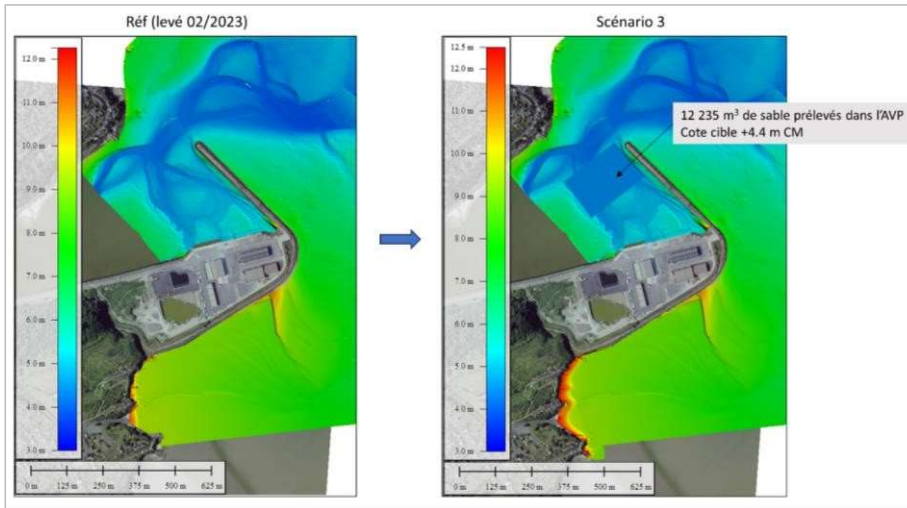 Réf (levé 02/2023)
Scénario 3
12.0 m
11.0 m
10.0 m
9.0 m
8.0 m
7.0 m
6.0 m
5.0 m
4.0 m
3.0 m
0 m 125 m 250 m 375 m 500 m 625 m
12.5 m
12.0 m
11.0 m
10.0 m
9.0 m
8.0 m
7.0 m
6.0 m
5.0 m
4.0 m
3.0 m
12 235 m³ de sable prélevés dans l'AVP
Cote cible +4.4 m CM
0 m 125 m 250 m 375 m 500 m 625 m